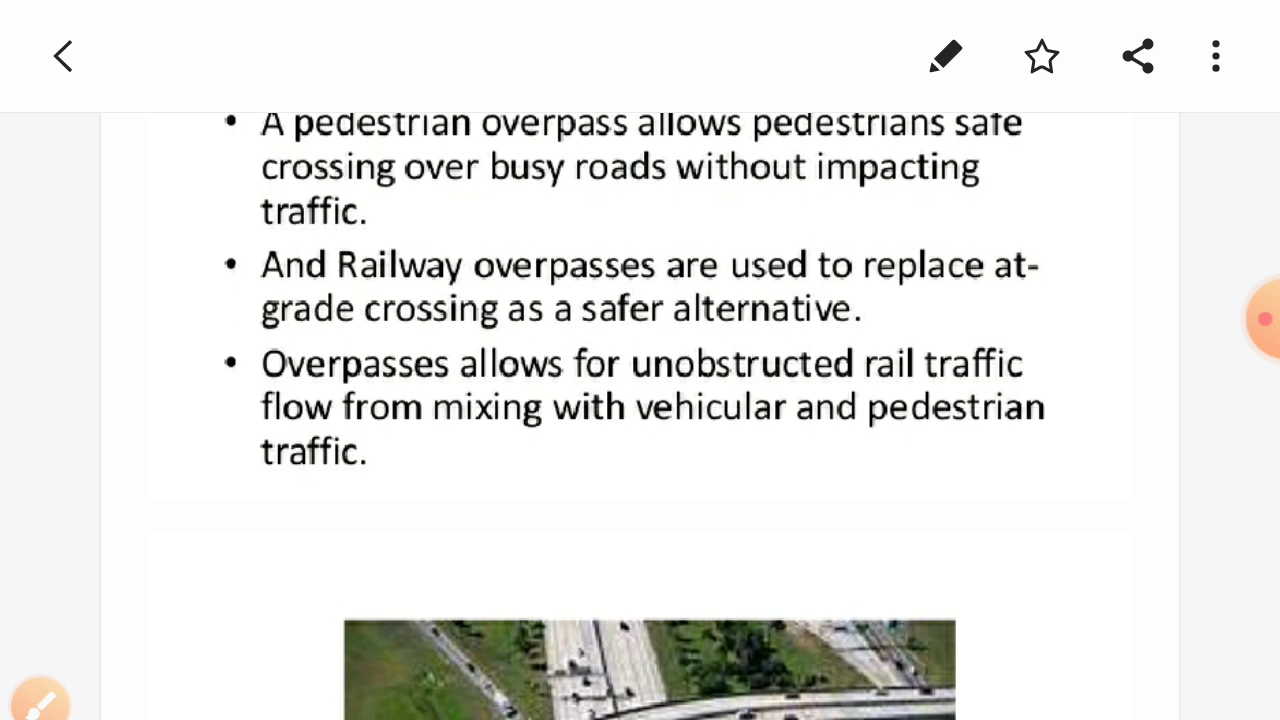 • A pedestrian overpass allows pedestrians safe
crossing over busy roads without impacting
traffic.
• And Railway overpasses are used to replace at-
grade crossing as a safer alternative.
• Overpasses allows for unobstructed rail traffic
flow from mixing with vehicular and pedestrian
traffic.